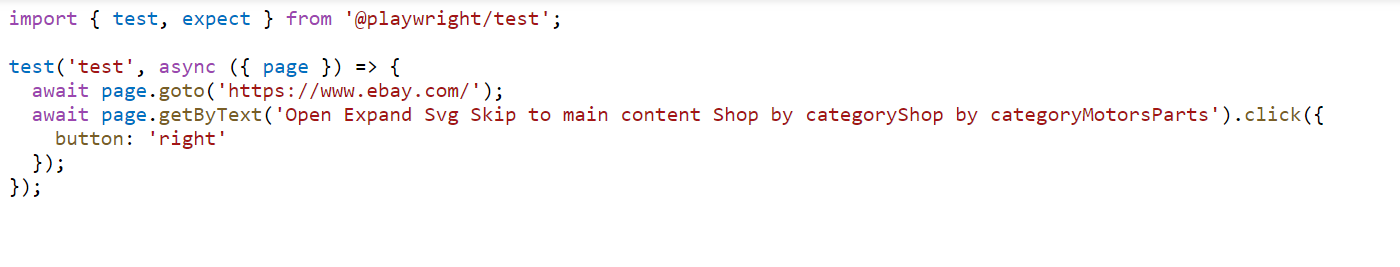 import { test, expect } from '@playwright/test';
test('test', async ({ page }) => {
await page.goto('https://www.ebay.com/');
await page.getByText('Open Expand Svg Skip to main content Shop by categoryShop by categoryMotorsParts').click({
button: 'right'
});
});